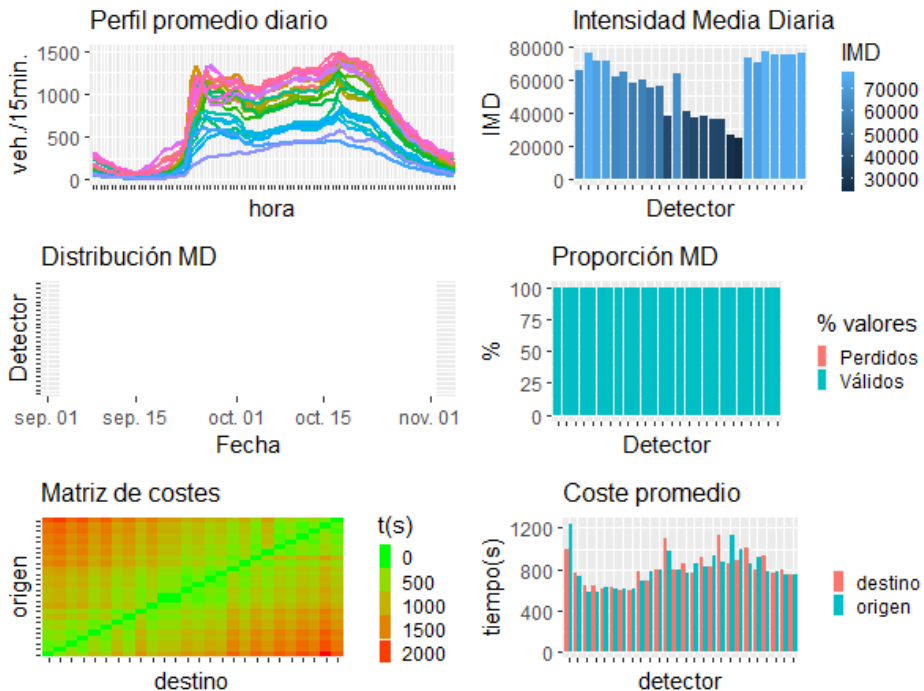 Perfil promedio diario
veh./15min.
1500
1000
500
0
hora
Intensidad Media Diaria
IMD
80000
60000
40000
20000
0
Detector
IMD
70000
60000
50000
40000
30000
Distribución MD
Detector
sep. 01 sep. 15 oct. 01 oct. 15 nov. 01
Fecha
Proporción MD
%
100
75
50
25
0
Detector
% valores
Perdidos
Válidos
Matriz de costes
origen
destino
t(s)
0
500
1000
1500
2000
Coste promedio
tiempo(s)
1200
800
400
0
detector
destino
origen